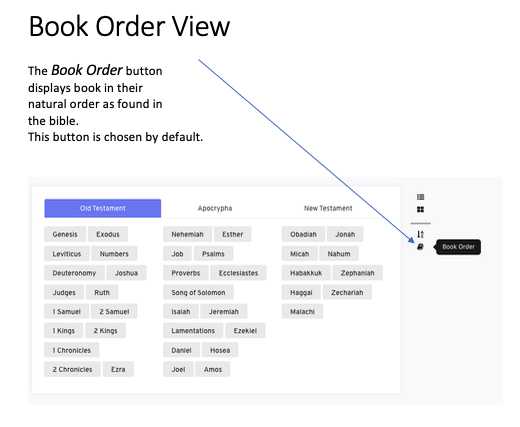 Book Order View
The Book Order button
displays book in their
natural order as found in
the bible.
This button is chosen by default.
Old Testament Apocrypha New Testament
Genesis Exodus Nehemiah Esther Obadiah Jonah
Leviticus Numbers Job Psalms Micah Nahum
Deuteronomy Joshua Proverbs Ecclesiastes Habakkuk Zephaniah
Judges Ruth Song of Solomon Haggai Zechariah
1 Samuel 2 Samuel Isaiah Jeremiah Malachi
1 Kings 2 Kings Lamentations Ezekiel
1 Chronicles Daniel Hosea
2 Chronicles Ezra Joel Amos
Book Order